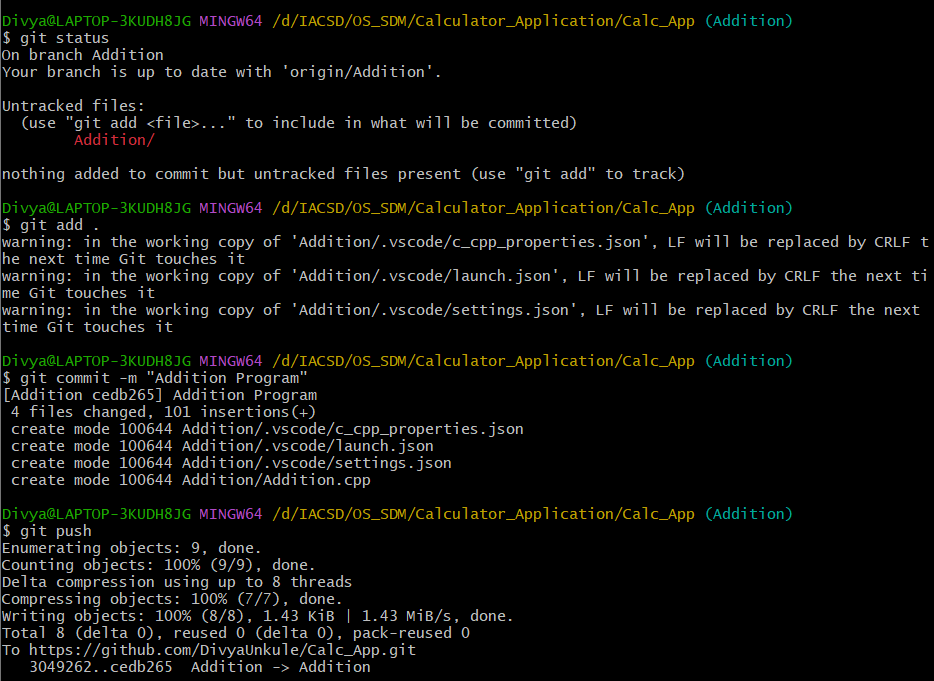 Divya@LAPTOP-3KUDH8JG MINGW64 /d/IACSD/OS_SDM/Calculator_Application/Calc_App (Addition)
$ git status
On branch Addition
Your branch is up to date with 'origin/Addition'.
Untracked files:
  (use "git add <file>..." to include in what will be committed)
        Addition/
nothing added to commit but untracked files present (use "git add" to track)
Divya@LAPTOP-3KUDH8JG MINGW64 /d/IACSD/OS_SDM/Calculator_Application/Calc_App (Addition)
$ git add .
warning: in the working copy of 'Addition/.vscode/c_cpp_properties.json', LF will be replaced by CRLF t
he next time Git touches it
warning: in the working copy of 'Addition/.vscode/launch.json', LF will be replaced by CRLF the next ti
me Git touches it
warning: in the working copy of 'Addition/.vscode/settings.json', LF will be replaced by CRLF the next
time Git touches it
Divya@LAPTOP-3KUDH8JG MINGW64 /d/IACSD/OS_SDM/Calculator_Application/Calc_App (Addition)
$ git commit -m "Addition Program"
[Addition cedb265] Addition Program
 4 files changed, 101 insertions(+)
 create mode 100644 Addition/.vscode/c_cpp_properties.json
 create mode 100644 Addition/.vscode/launch.json
 create mode 100644 Addition/.vscode/settings.json
 create mode 100644 Addition/Addition.cpp
Divya@LAPTOP-3KUDH8JG MINGW64 /d/IACSD/OS_SDM/Calculator_Application/Calc_App (Addition)
$ git push
Enumerating objects: 9, done.
Counting objects: 100% (9/9), done.
Delta compression using up to 8 threads
Compressing objects: 100% (7/7), done.
Writing objects: 100% (8/8), 1.43 KiB | 1.43 MiB/s, done.
Total 8 (delta 0), reused 0 (delta 0), pack-reused 0
To https://github.com/DivyaUnkule/Calc_App.git
   3049262..cedb265  Addition -> Addition